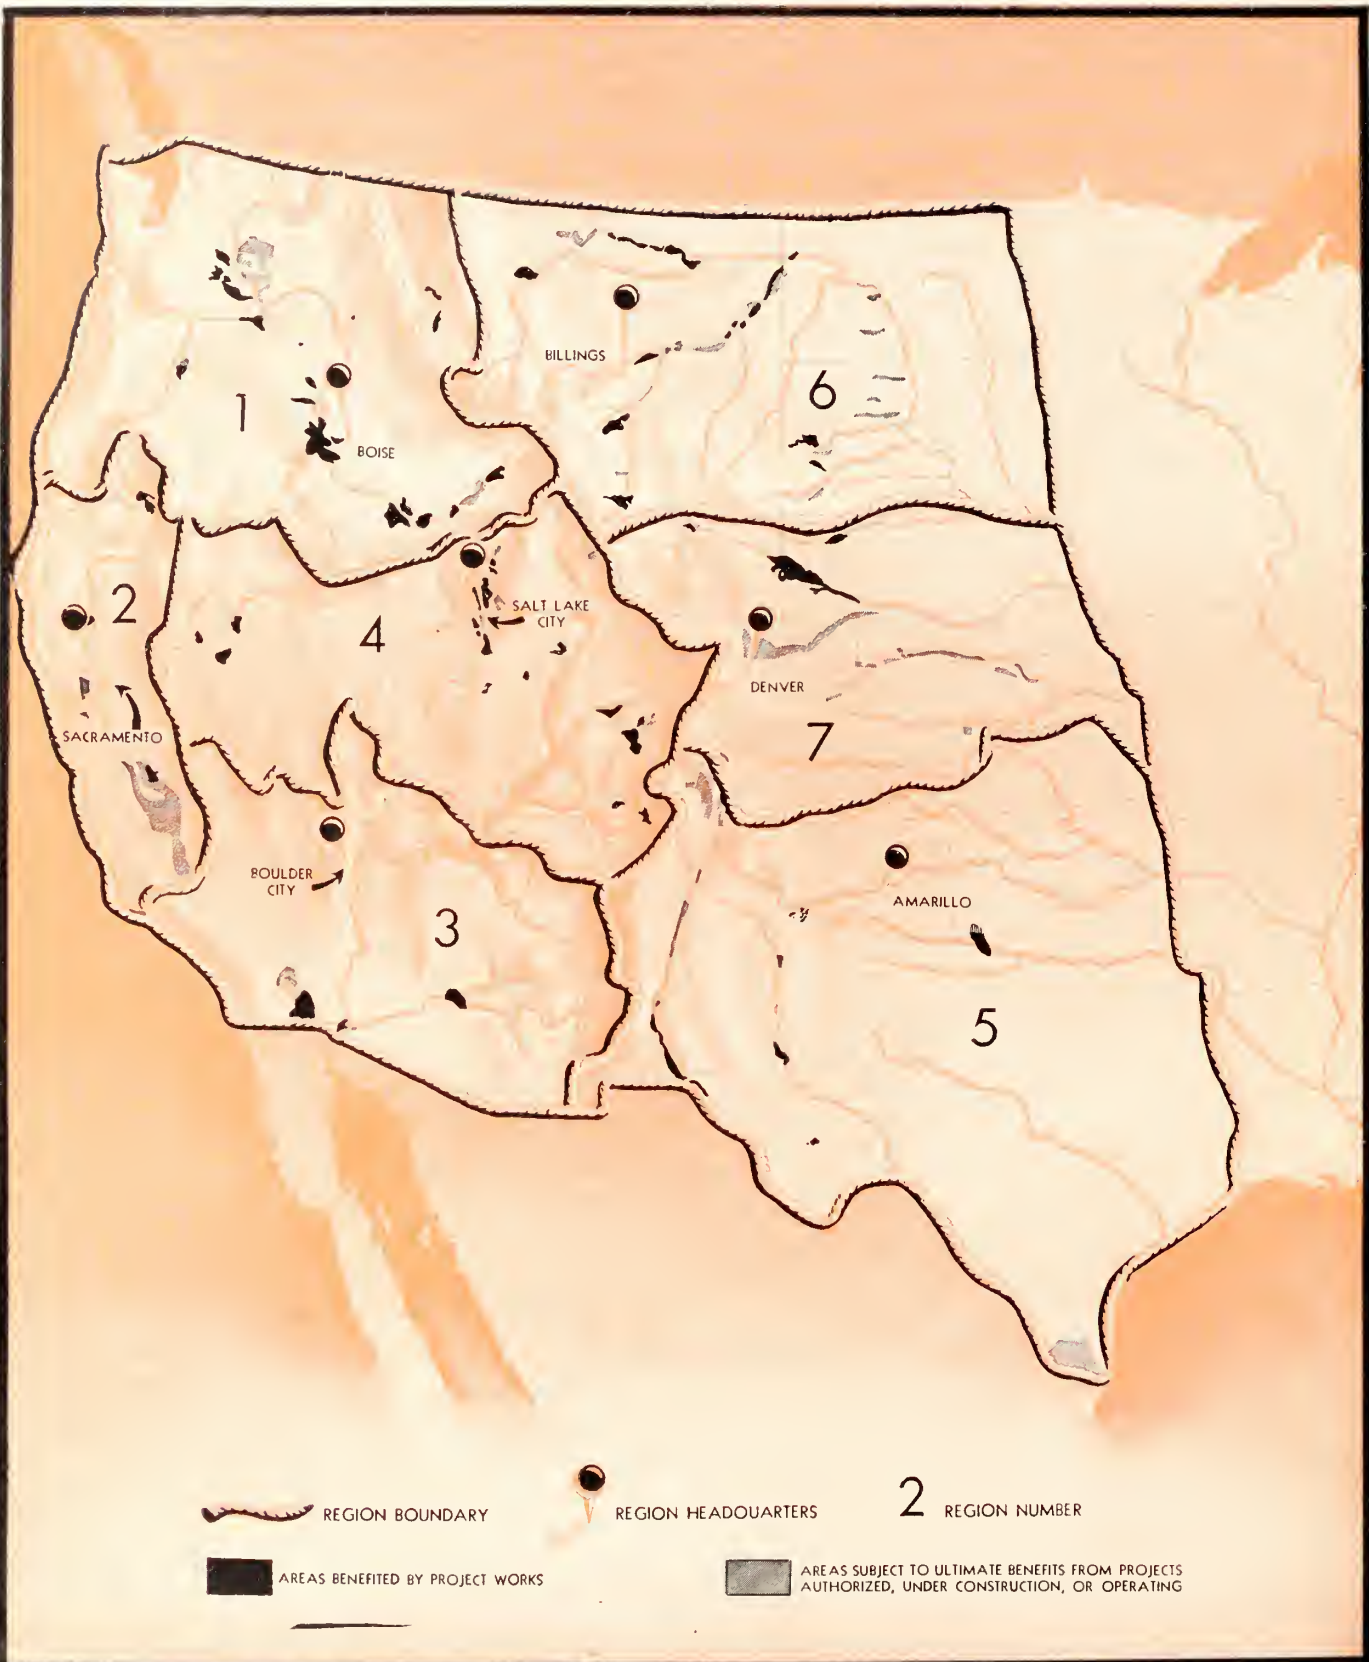 BILLINGS
6
1
BOISE
2
SALT LAKE
CITY
4
DENVER
SACRAMENTO
7
BOULDER
CITY
AMARILLO
3
5
REGION BOUNDARY
REGION HEADQUARTERS
2 REGION NUMBER
AREAS BENEFITED BY PROJECT WORKS
AREAS SUBJECT TO ULTIMATE BENEFITS FROM PROJECTS
AUTHORIZED, UNDER CONSTRUCTION, OR OPERATING